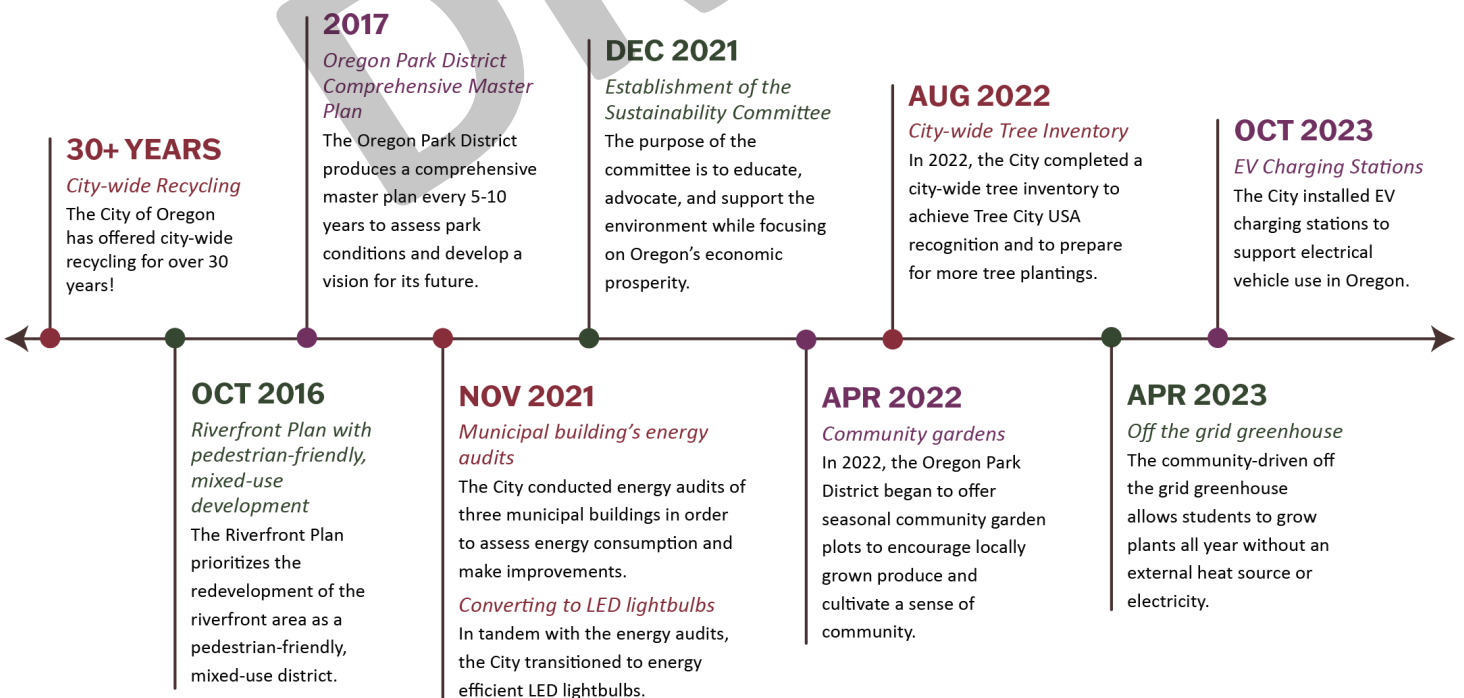 30+ YEARS
City-wide Recycling
The City of Oregon
has offered city-wide
recycling for over 30
years!
OCT 2016
Riverfront Plan with
pedestrian-friendly,
mixed-use
development
The Riverfront Plan
prioritizes the
redevelopment of the
riverfront area as a
pedestrian-friendly,
mixed-use district.
2017
Oregon Park District
Comprehensive Master
Plan
The Oregon Park District
produces a comprehensive
master plan every 5-10
years to assess park
conditions and develop a
vision for its future.
NOV 2021
Municipal building’s energy
audits
The City conducted energy audits of
three municipal buildings in order
to assess energy consumption and
make improvements.
Converting to LED lightbulbs
In tandem with the energy audits,
the City transitioned to energy
efficient LED lightbulbs.
DEC 2021
Establishment of the
Sustainability Committee
The purpose of the
committee is to educate,
advocate, and support the
environment while focusing
on Oregon’s economic
prosperity.
APR 2022
Community gardens
In 2022, the Oregon Park
District began to offer
seasonal community garden
plots to encourage locally
grown produce and
cultivate a sense of
community.
AUG 2022
City-wide Tree Inventory
In 2022, the City completed a
city-wide tree inventory to
achieve Tree City USA
recognition and to prepare
for more tree plantings.
APR 2023
Off the grid greenhouse
The community-driven off
the grid greenhouse
allows students to grow
plants all year without an
external heat source or
electricity.
OCT 2023
EV Charging Stations
The City installed EV
charging stations to
support electrical
vehicle use in Oregon.